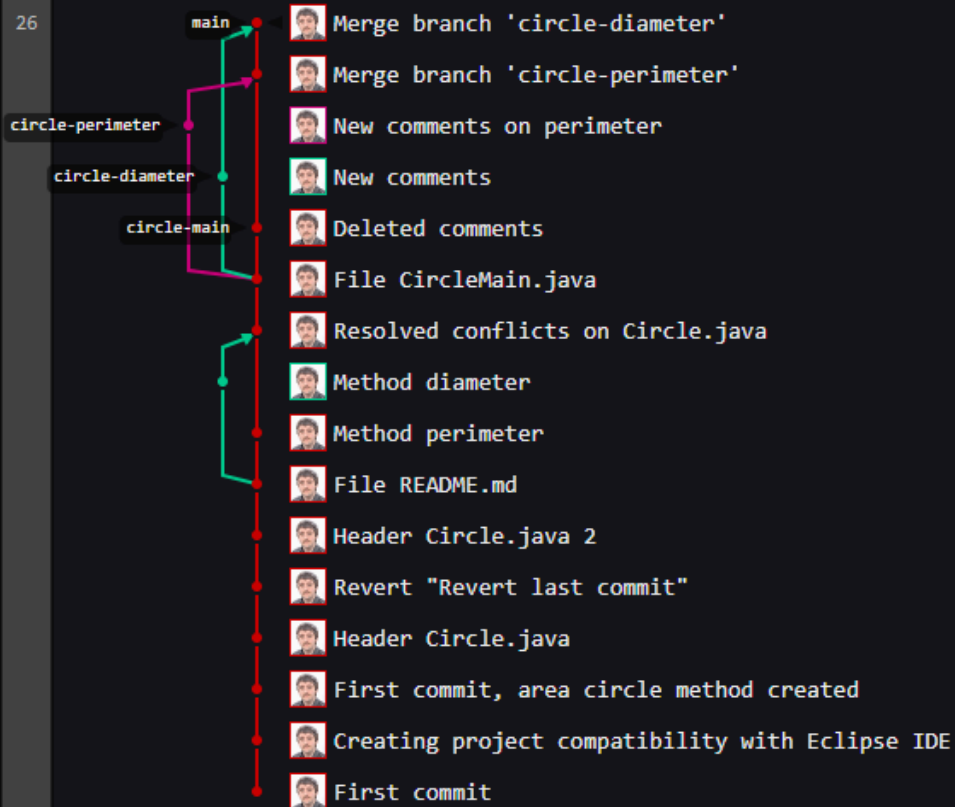 26
main Merge branch 'circle-diameter'
Merge branch 'circle-perimeter'
circle-perimeter New comments on perimeter
circle-diameter New comments
circle-main Deleted comments
File CircleMain.java
Resolved conflicts on Circle.java
Method diameter
Method perimeter
File README.md
Header Circle.java 2
Revert "Revert last commit"
Header Circle.java
First commit, area circle method created
Creating project compatibility with Eclipse IDE
First commit